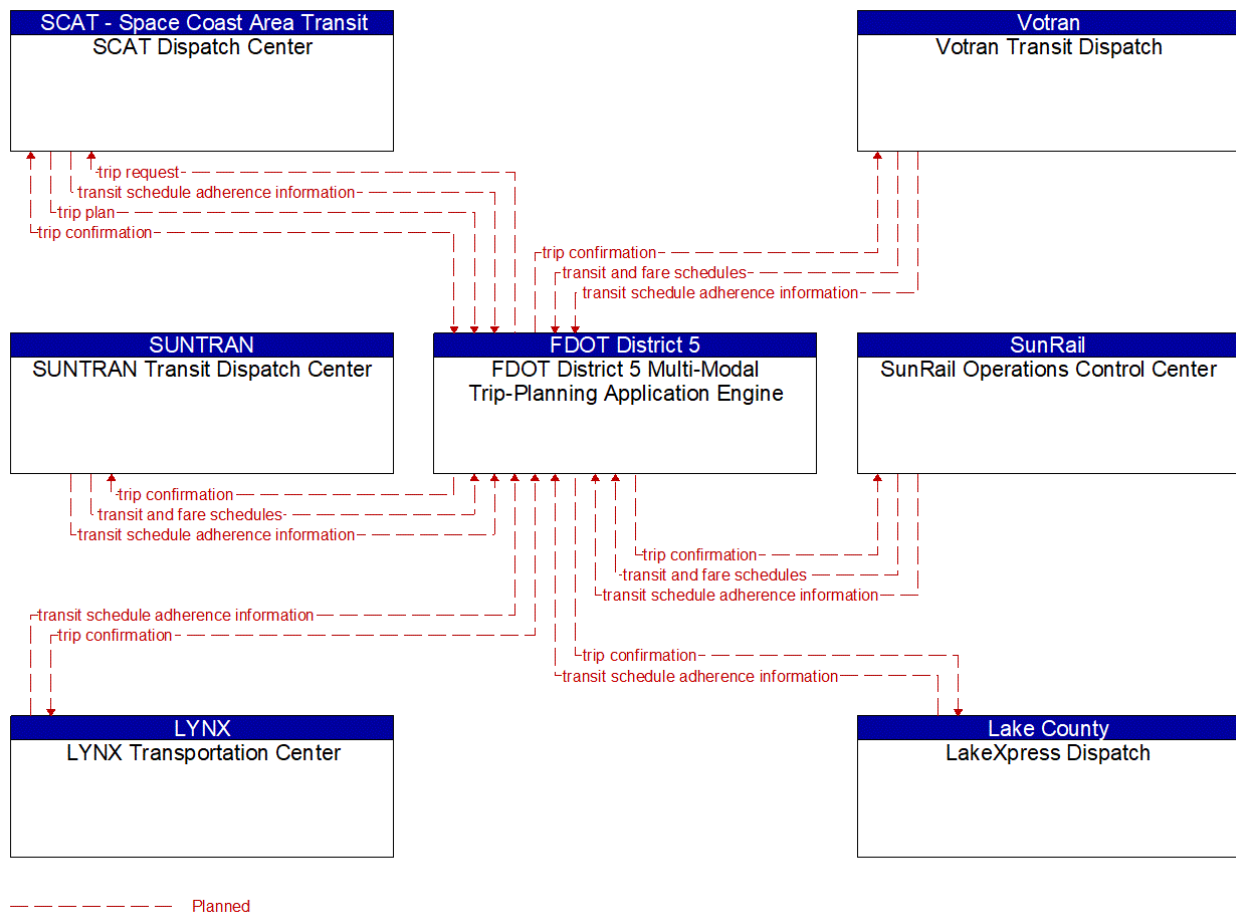 SCAT - Space Coast Area Transit
SCAT Dispatch Center
Votran
Votran Transit Dispatch
trip request
transit schedule adherence information
trip plan
trip confirmation
trip confirmation
transit and fare schedules
transit schedule adherence information
SUNTRAN
SUNTRAN Transit Dispatch Center
FDOT District 5
FDOT District 5 Multi-Modal
Trip-Planning Application Engine
SunRail
SunRail Operations Control Center
trip confirmation
transit and fare schedules
transit schedule adherence information
trip confirmation
transit and fare schedules
transit schedule adherence information
transit schedule adherence information
trip confirmation
trip confirmation
transit schedule adherence information
LYNX
LYNX Transportation Center
Lake County
LakeXpress Dispatch
Planned